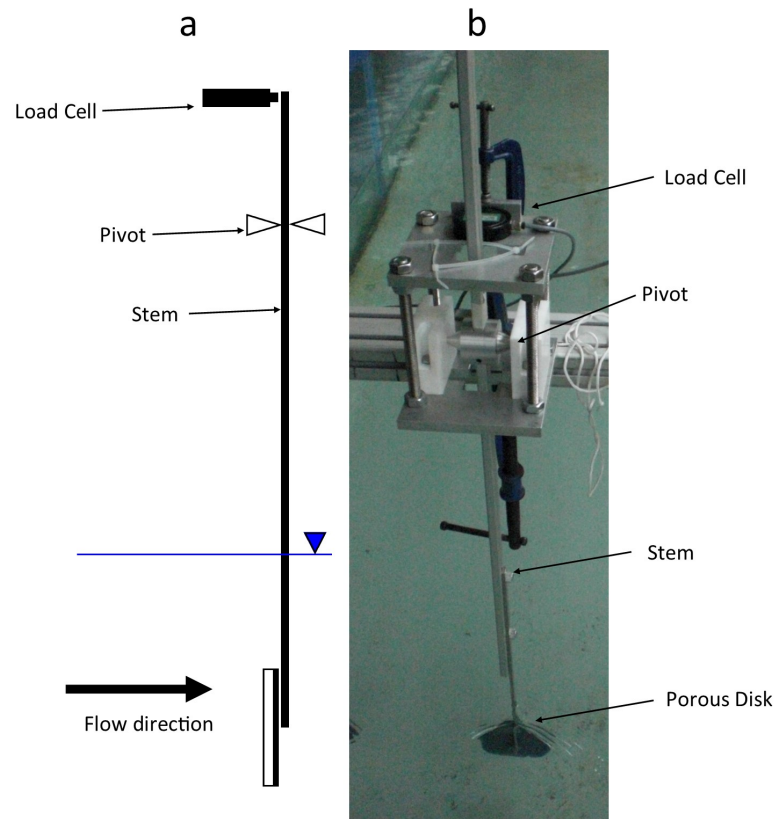 a
b
Load Cell
Pivot
Stem
Flow direction
Load Cell
Pivot
Stem
Porous Disk